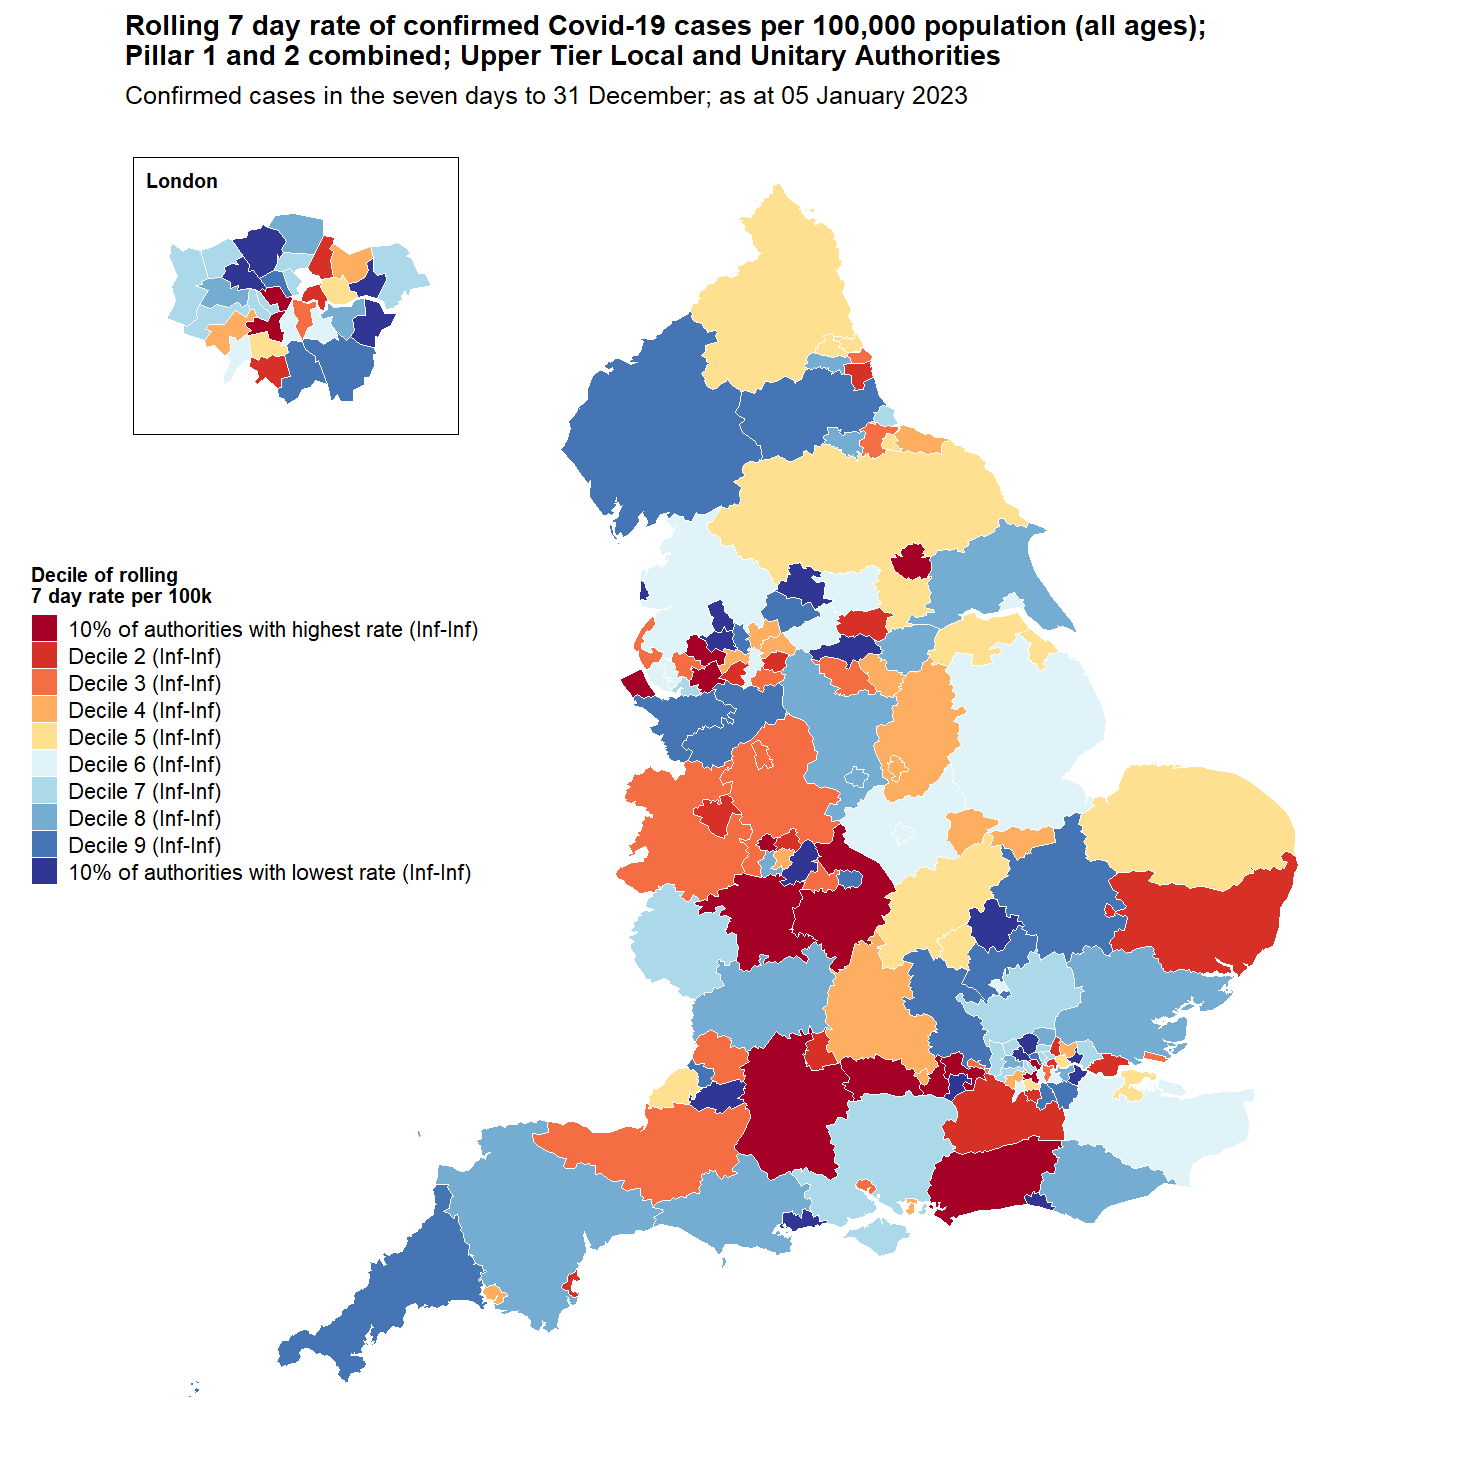 Rolling 7 day rate of confirmed Covid-19 cases per 100,000 population (all ages);
Pillar 1 and 2 combined; Upper Tier Local and Unitary Authorities
Confirmed cases in the seven days to 31 December; as at 05 January 2023
London
Decile of rolling
7 day rate per 100k
10% of authorities with highest rate (Inf-Inf)
Decile 2 (Inf-Inf)
Decile 3 (Inf-Inf)
Decile 4 (Inf-Inf)
Decile 5 (Inf-Inf)
Decile 6 (Inf-Inf)
Decile 7 (Inf-Inf)
Decile 8 (Inf-Inf)
Decile 9 (Inf-Inf)
10% of authorities with lowest rate (Inf-Inf)